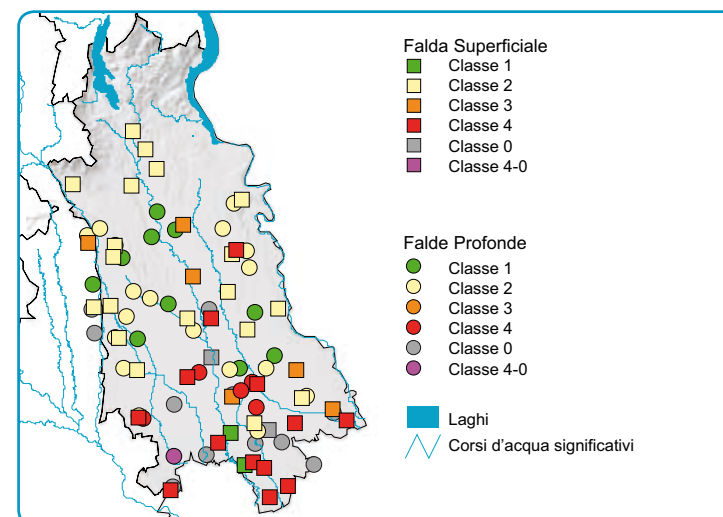 Falda Superficiale
Classe 1
Classe 2
Classe 3
Classe 4
Classe 0
Classe 4-0
Falde Profonde
Classe 1
Classe 2
Classe 3
Classe 4
Classe 0
Classe 4-0
Laghi
Corsi d'acqua significativi